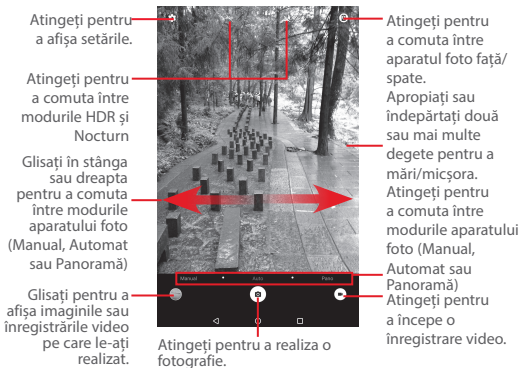 Atingeți pentru
a afișa setările.
Atingeți pentru
a comuta între
modurile HDR și
Nocturn
Glisați în stânga
sau dreapta
pentru a comuta
între modurile
aparatului foto
(Manual, Automat
sau Panoramă)
Glisați pentru a
afișa imaginile sau
înregistrările video
pe care le-ați
realizat.
Manual
Auto
Pano
Atingeți pentru a realiza o
fotografie.
Atingeți pentru
a comuta între
aparatul foto față/
spate.
Apropiați sau
îndepărtați două
sau mai multe
degete pentru a
mări/micșora.
Atingeți pentru
a comuta între
modurile aparatului
foto (Manual,
Automat sau
Panoramă)
Atingeți pentru
a începe o
înregistrare video.